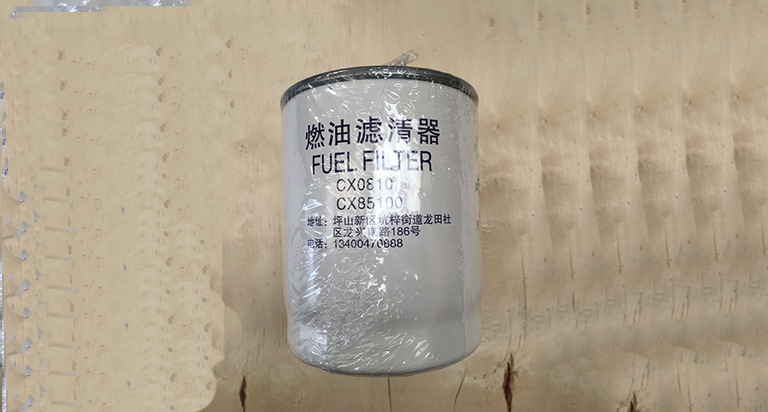 燃油滤清器
FUEL FILTER
CX0810
CX85100
地址：坪山新区坑梓街道龙田社
区龙兴南路186号
电话：13400470888